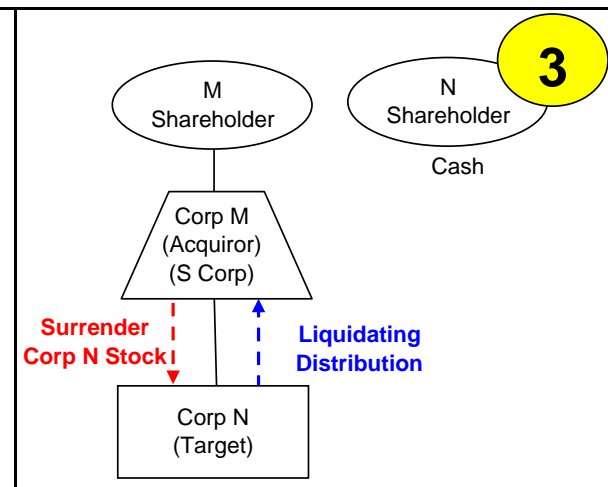 3
M
Shareholder
N
Shareholder
Cash
Corp M
(Acquiror)
(S Corp)
Surrender
Corp N Stock
Liquidating
Distribution
Corp N
(Target)